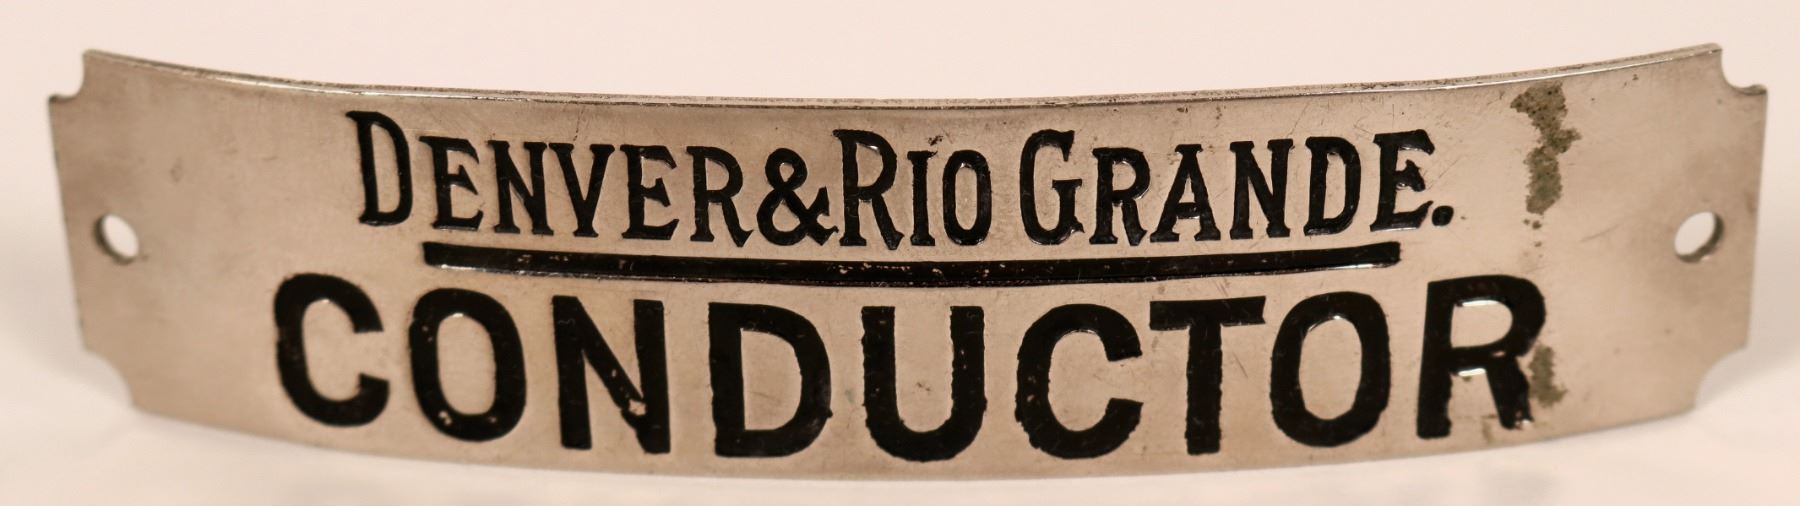 DENVER & RIO GRANDE.
CONDUCTOR